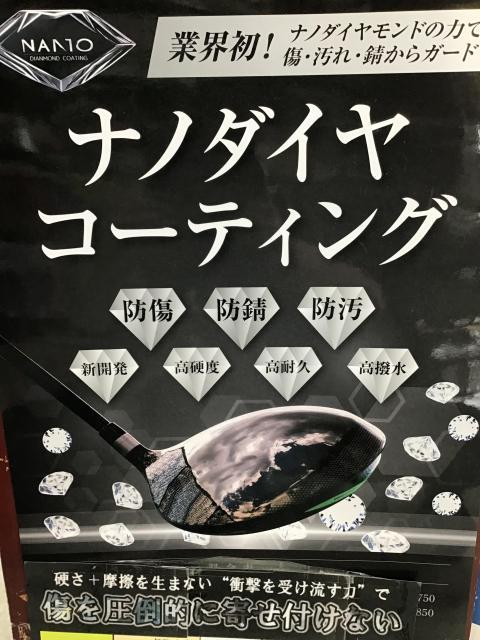 NANO
DIANMOND COATING
業界初！
ナノダイヤモンドの力で
傷・汚れ・錆からガード
ナノダイヤ
コーティング
防傷
防錆
防汚
新開発
高硬度
高耐久
高撥水
硬さ＋摩擦を生まない“衝撃を受け流す力”で
傷を圧倒的に寄せ付けない
750
850